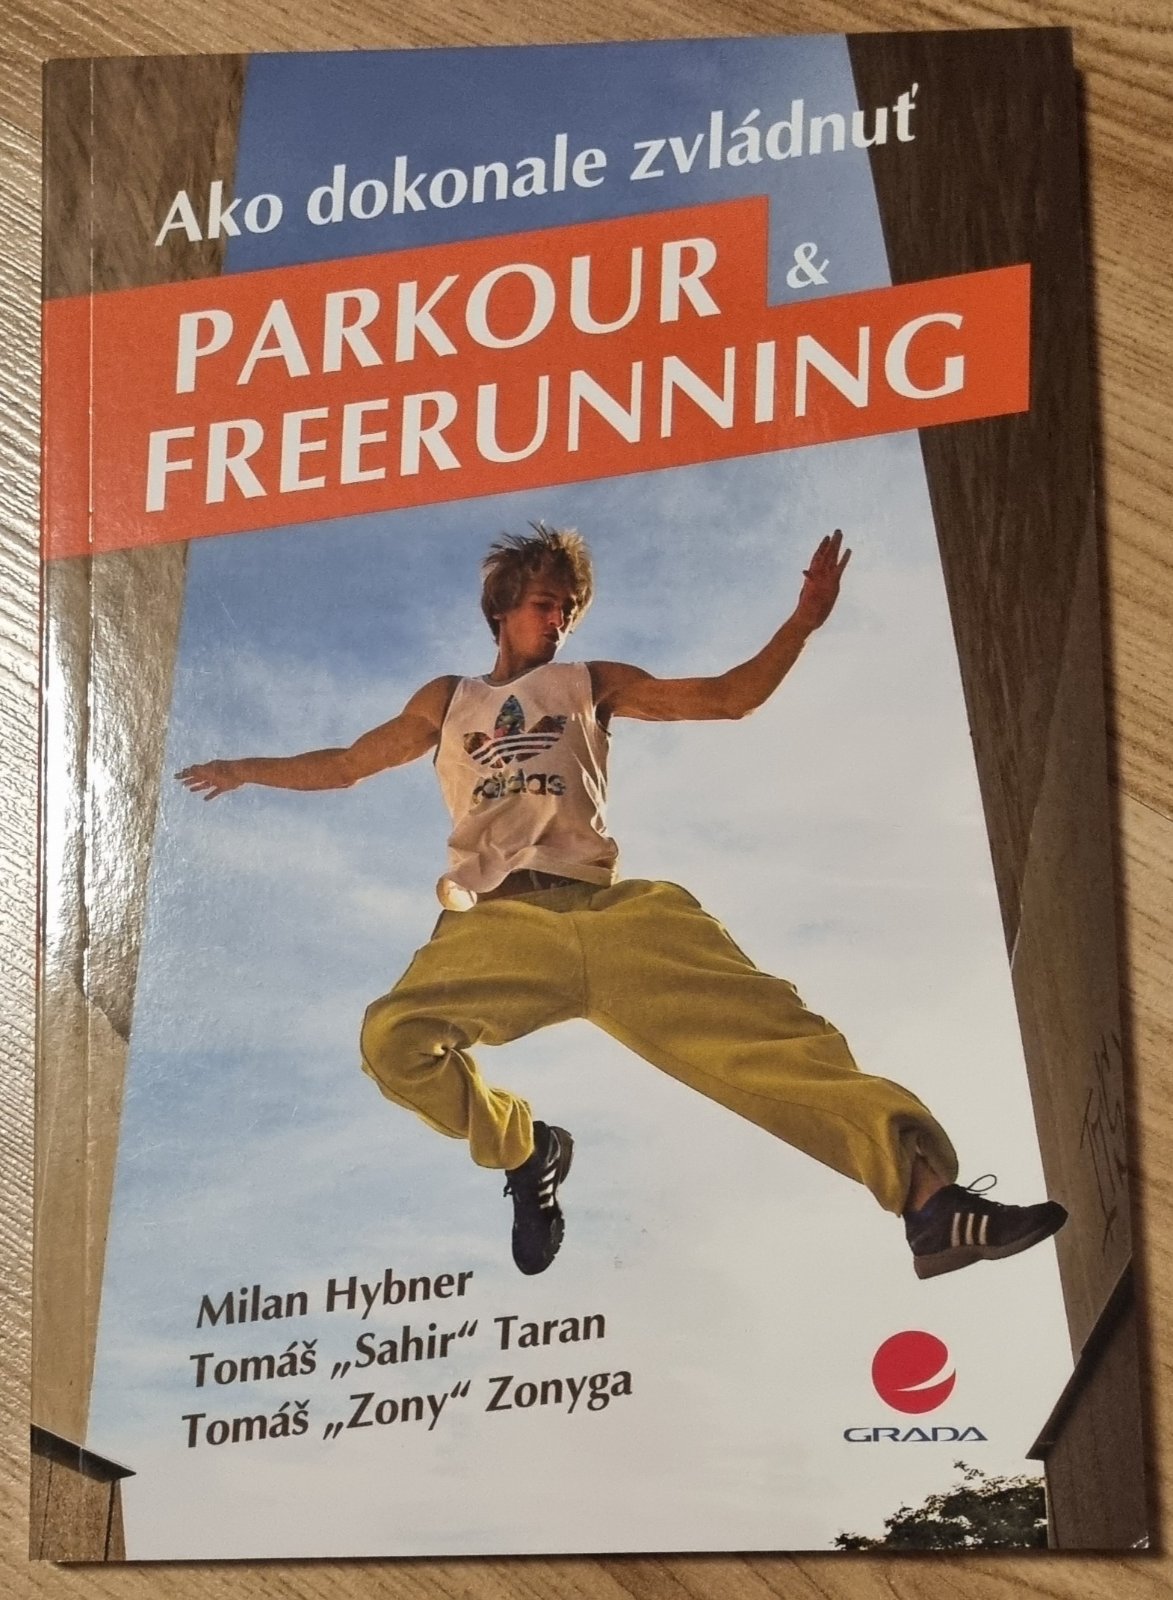 Ako dokonale zvládnuť
PARKOUR &
FREERUNNING
adidas
Milan Hybner
Tomáš „Sahir“ Taran
Tomáš „Zony“ Zonyga
GRADA